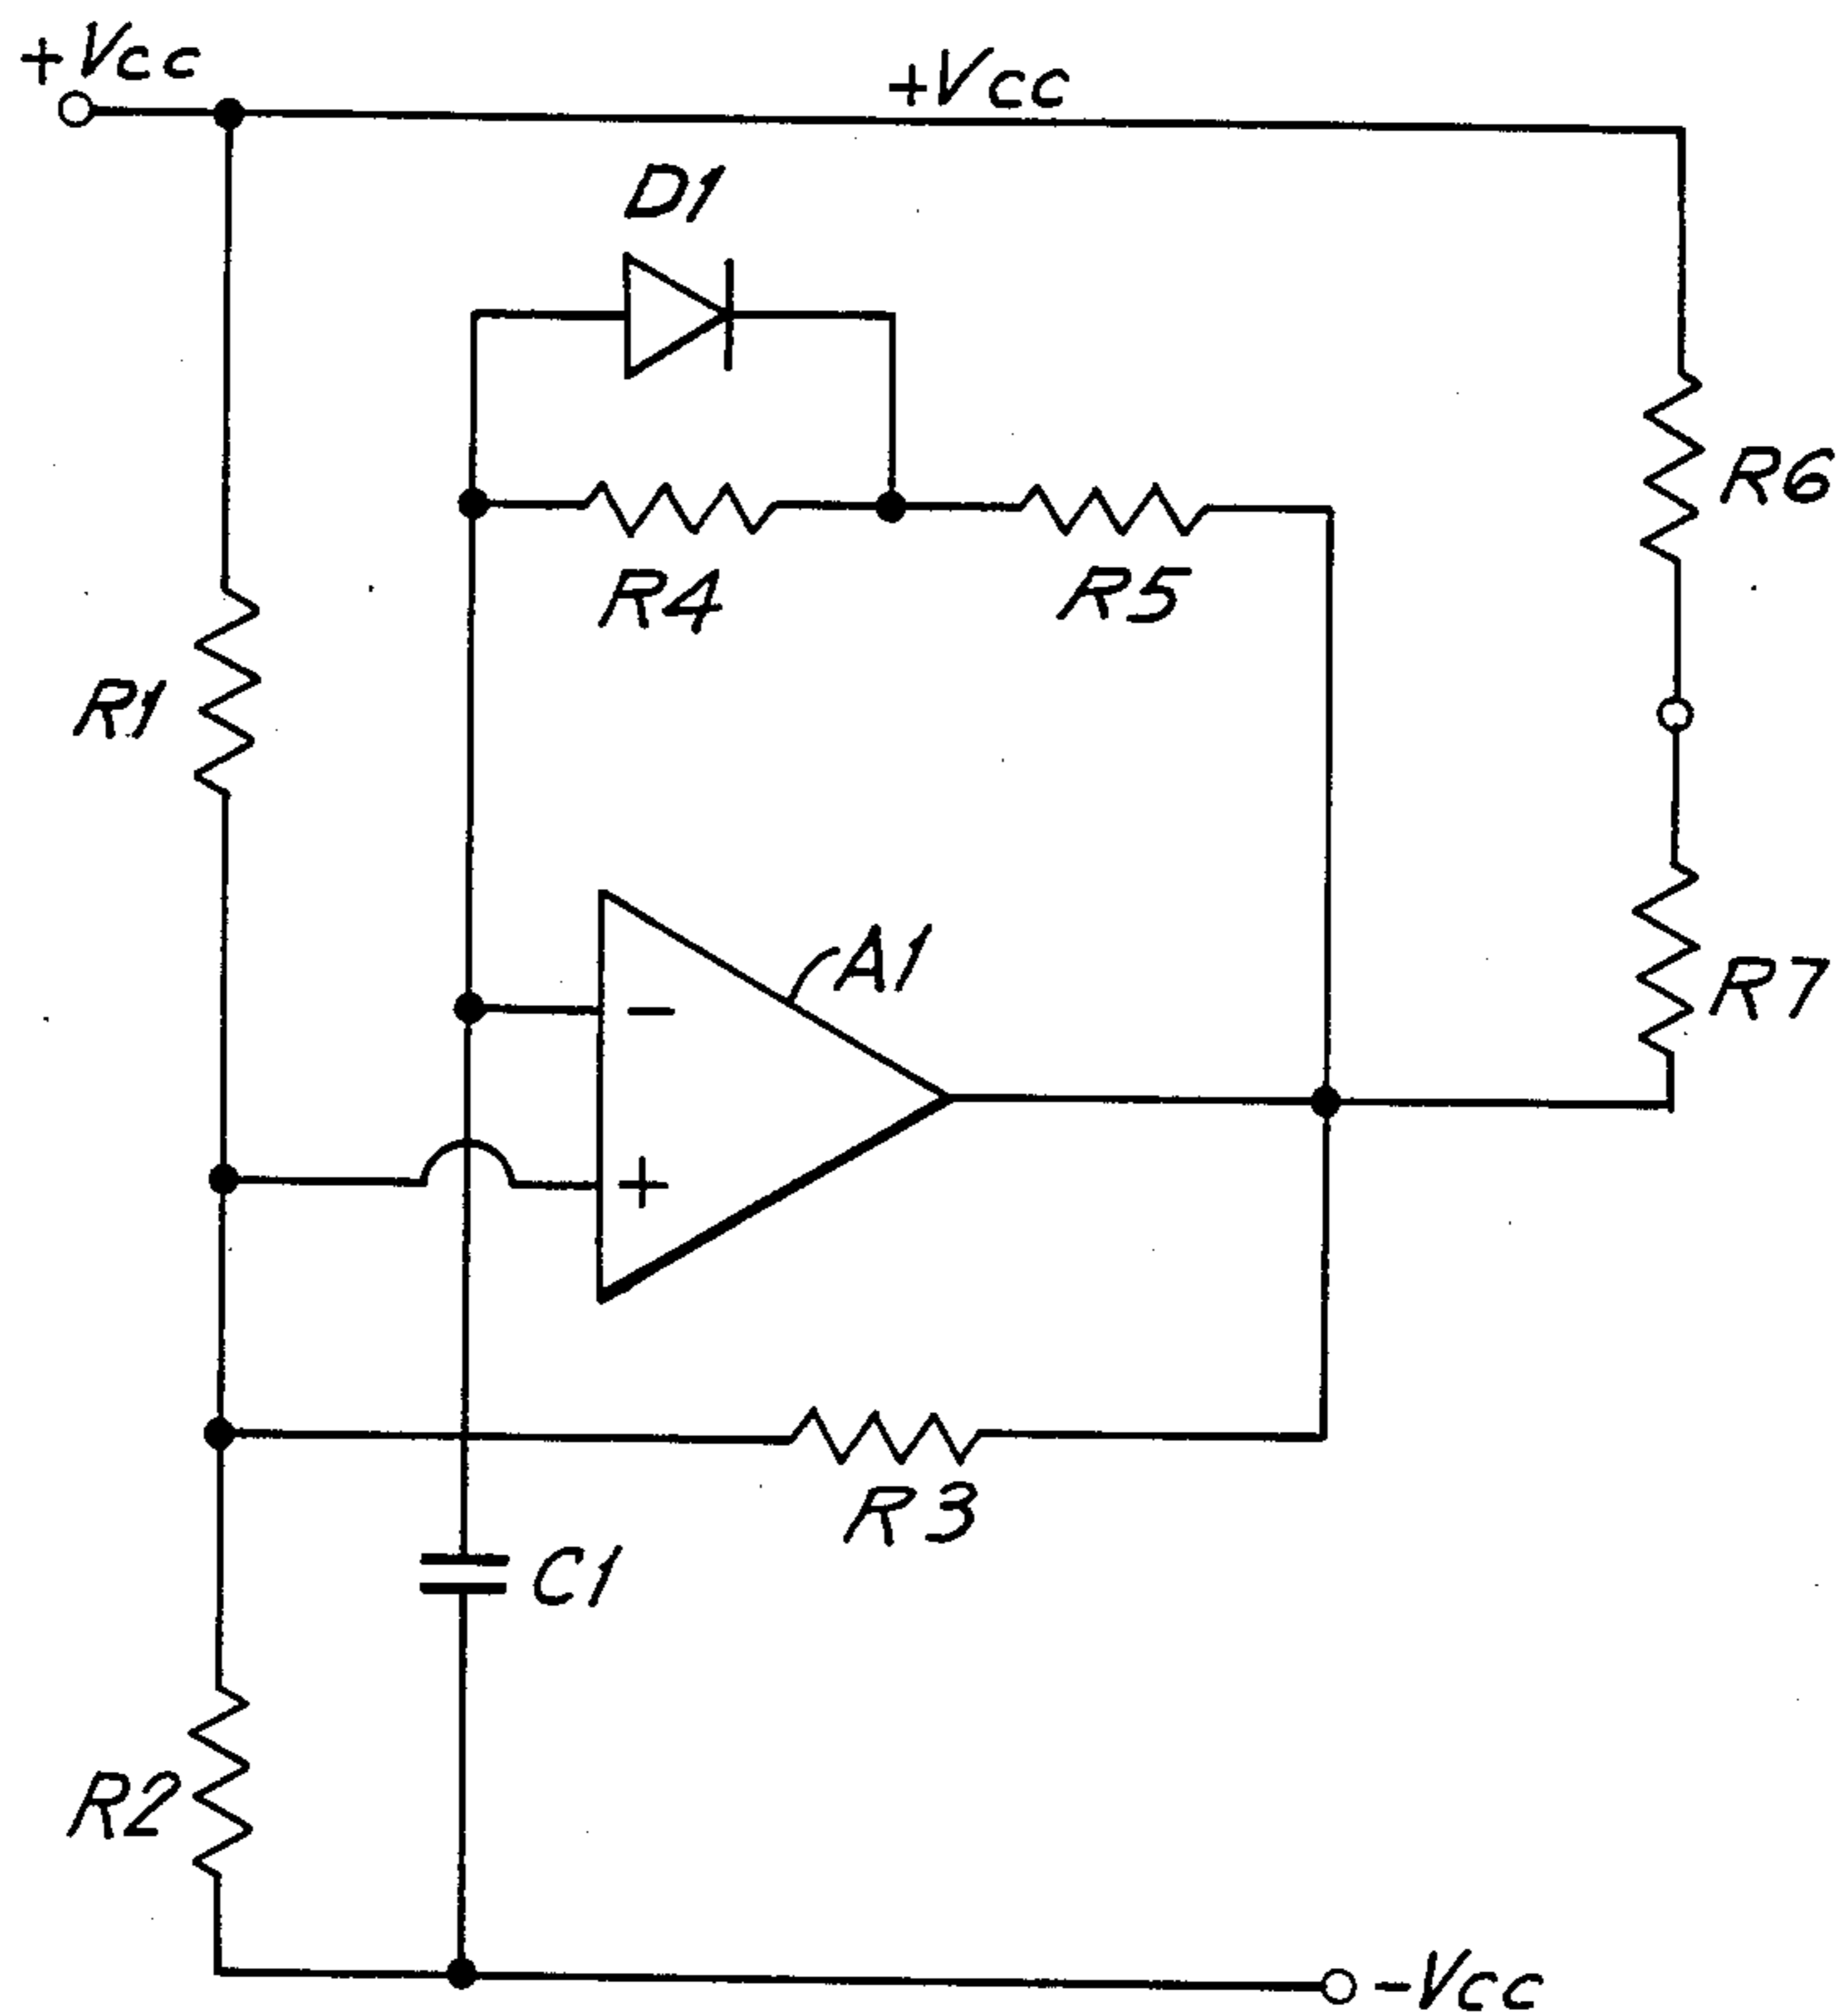 +Vcc
+Vcc
D1
R6
R4
R5
R1
A1
R7
−
+
R3
C1
R2
-Vcc